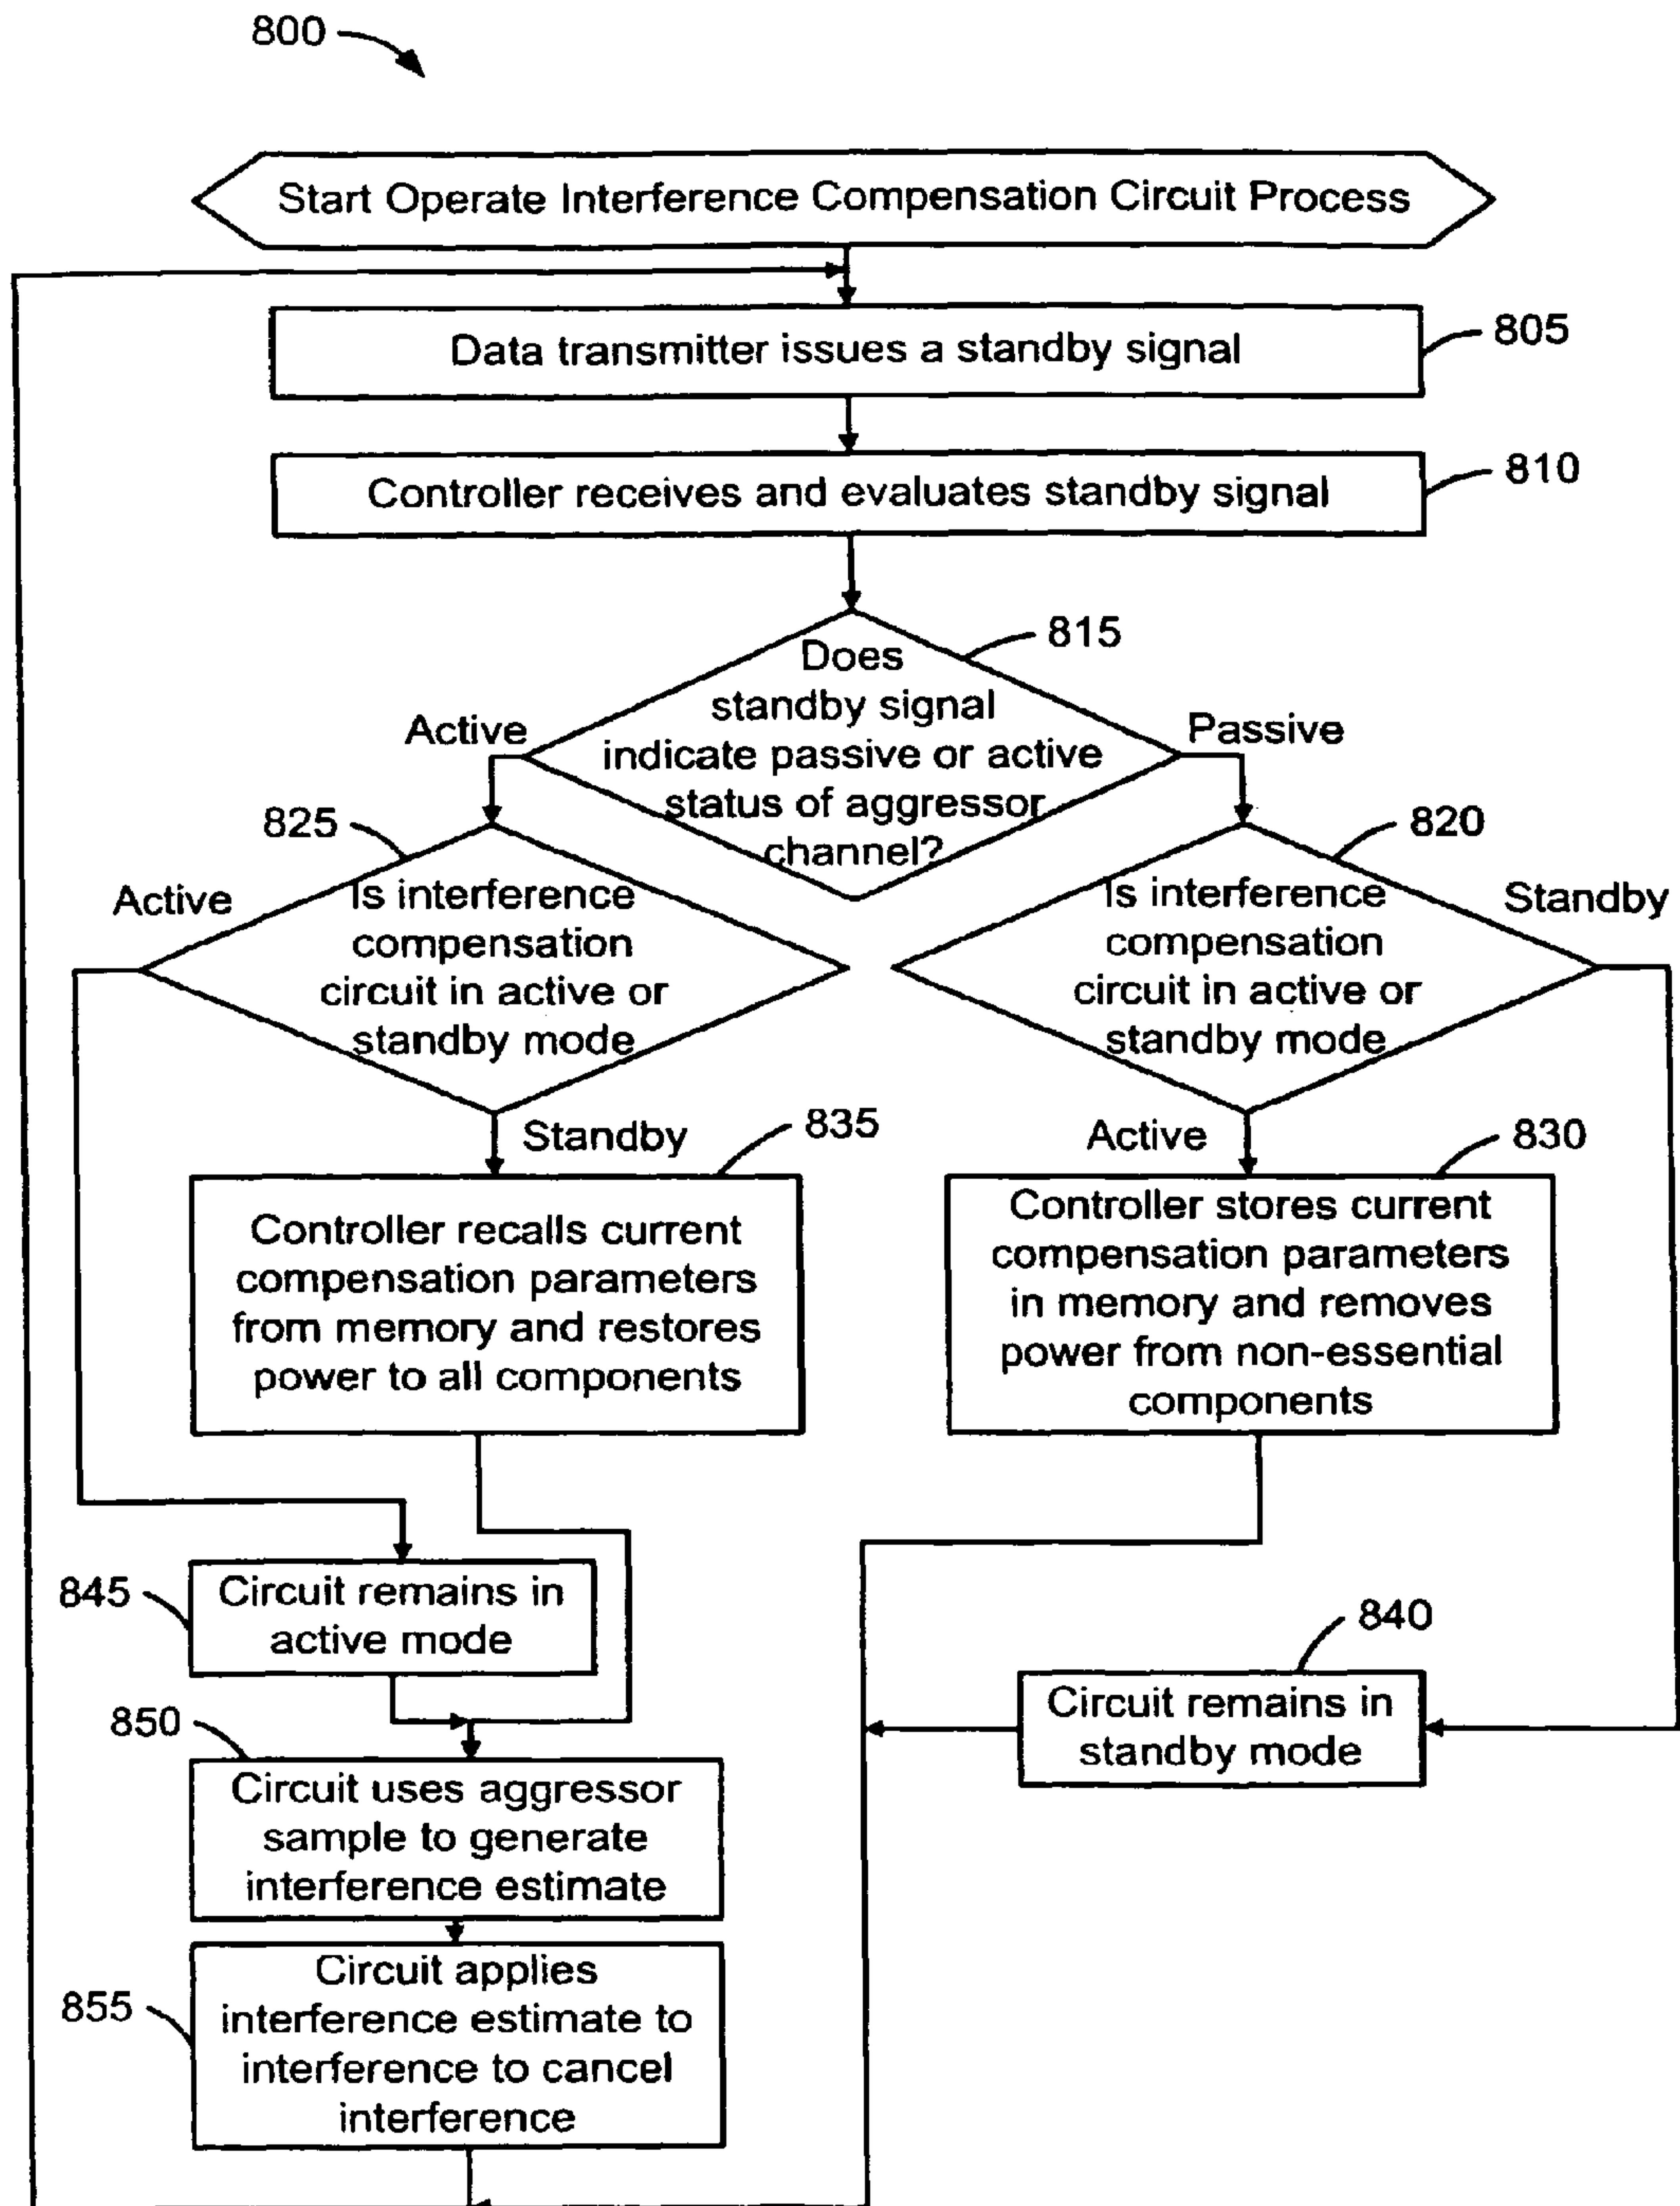 800
Start Operate Interference Compensation Circuit Process
Data transmitter issues a standby signal
805
Controller receives and evaluates standby signal
810
815
Does
standby signal
indicate passive or active
status of aggressor
channel?
Active
Passive
825
Active
Is interference
compensation
circuit in active or
standby mode
Standby
820
Standby
Is interference
compensation
circuit in active or
standby mode
Active
835
Controller recalls current
compensation parameters
from memory and restores
power to all components
830
Controller stores current
compensation parameters
in memory and removes
power from non-essential
components
845
Circuit remains in
active mode
840
Circuit remains in
standby mode
850
Circuit uses aggressor
sample to generate
interference estimate
855
Circuit applies
interference estimate to
interference to cancel
interference